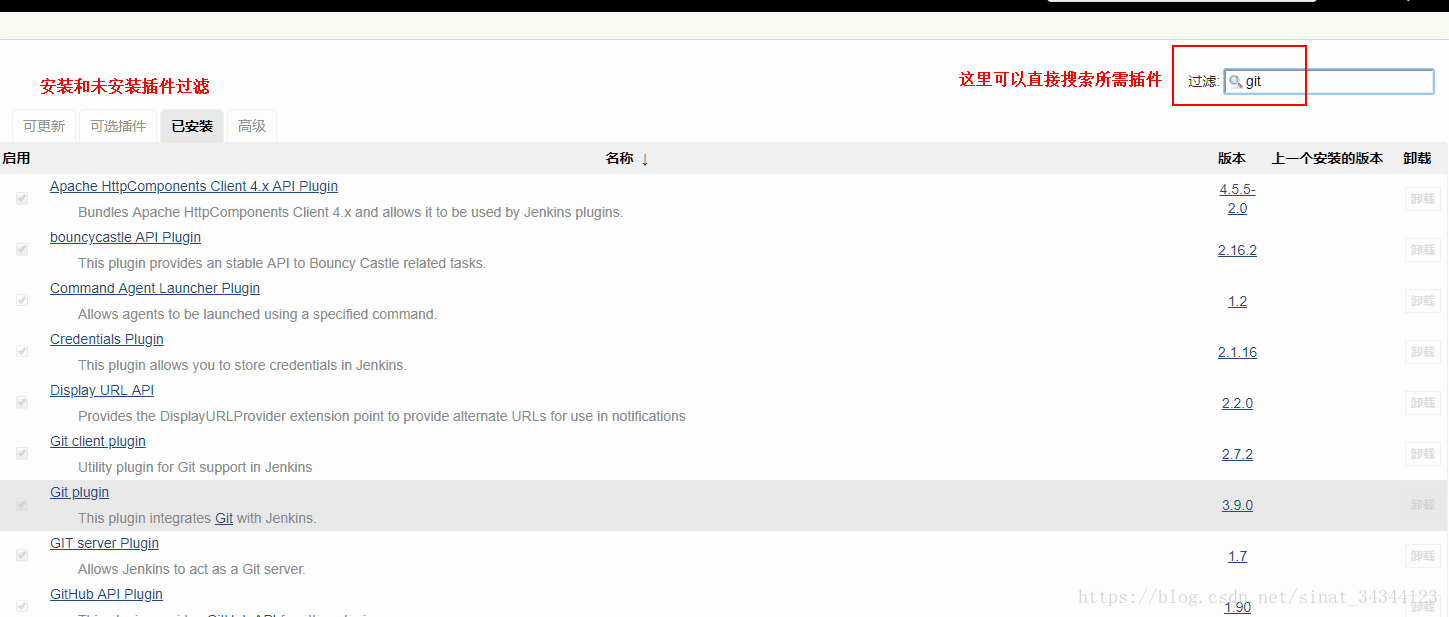 安装和未安装插件过滤
这里可以直接搜索所需插件
过滤: git
可更新 可选插件 已安装 高级
启用 名称 ↓ 版本 上一个安装的版本 卸载
Apache HttpComponents Client 4.x API Plugin
Bundles Apache HttpComponents Client 4.x and allows it to be used by Jenkins plugins.
4.5.5-
2.0
卸载
bouncycastle API Plugin
This plugin provides an stable API to Bouncy Castle related tasks.
2.16.2
卸载
Command Agent Launcher Plugin
Allows agents to be launched using a specified command.
1.2
卸载
Credentials Plugin
This plugin allows you to store credentials in Jenkins.
2.1.16
卸载
Display URL API
Provides the DisplayURLProvider extension point to provide alternate URLs for use in notifications
2.2.0
卸载
Git client plugin
Utility plugin for Git support in Jenkins
2.7.2
卸载
Git plugin
This plugin integrates Git with Jenkins.
3.9.0
卸载
GIT server Plugin
Allows Jenkins to act as a Git server.
1.7
卸载
GitHub API Plugin
1.90
卸载
https://blog.csdn.net/sinat_34344123